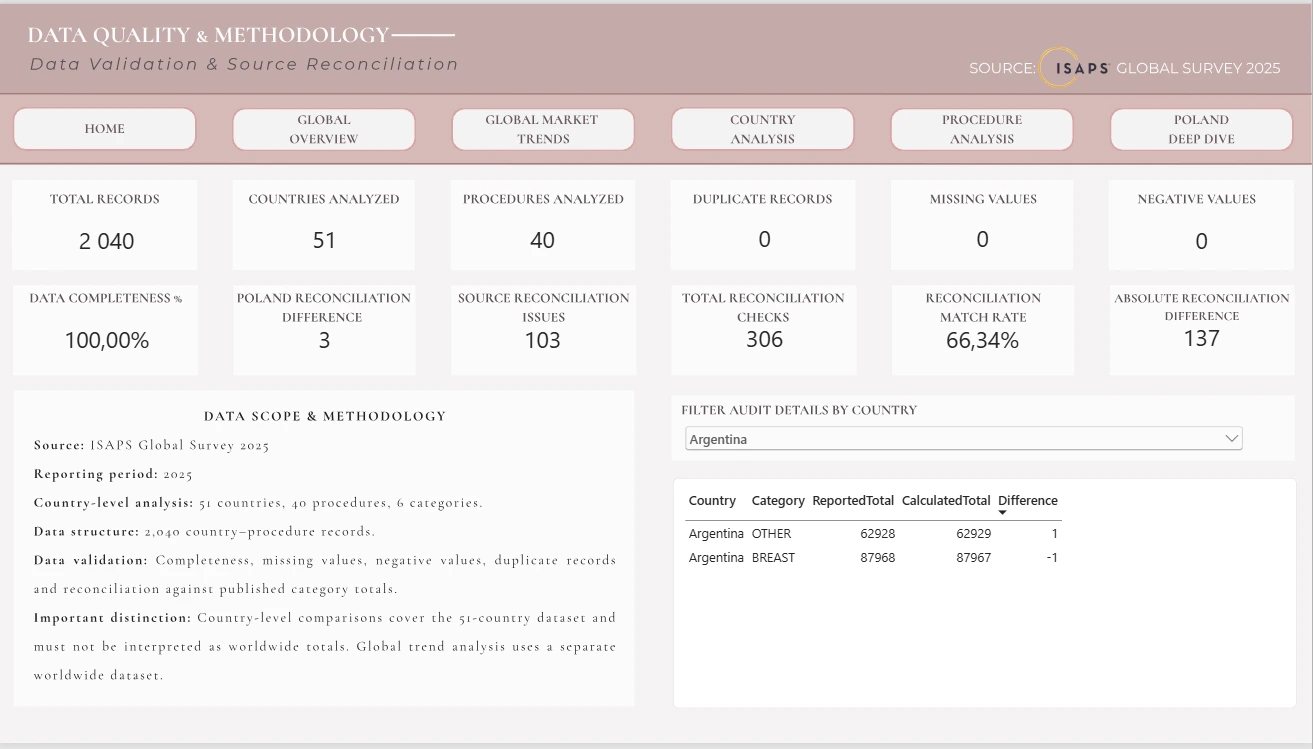 DATA QUALITY & METHODOLOGY
Data Validation & Source Reconciliation
SOURCE: ISAPS GLOBAL SURVEY 2025
HOME
GLOBAL
OVERVIEW
GLOBAL MARKET
TRENDS
COUNTRY
ANALYSIS
PROCEDURE
ANALYSIS
POLAND
DEEP DIVE
TOTAL RECORDS
2 040
COUNTRIES ANALYZED
51
PROCEDURES ANALYZED
40
DUPLICATE RECORDS
0
MISSING VALUES
0
NEGATIVE VALUES
0
DATA COMPLETENESS %
100,00%
POLAND RECONCILIATION
DIFFERENCE
3
SOURCE RECONCILIATION
ISSUES
103
TOTAL RECONCILIATION
CHECKS
306
RECONCILIATION
MATCH RATE
66,34%
ABSOLUTE RECONCILIATION
DIFFERENCE
137
DATA SCOPE & METHODOLOGY
Source: ISAPS Global Survey 2025
Reporting period: 2025
Country-level analysis: 51 countries, 40 procedures, 6 categories.
Data structure: 2,040 country–procedure records.
Data validation: Completeness, missing values, negative values, duplicate records
and reconciliation against published category totals.
Important distinction: Country-level comparisons cover the 51-country dataset and
must not be interpreted as worldwide totals. Global trend analysis uses a separate
worldwide dataset.
FILTER AUDIT DETAILS BY COUNTRY
Argentina
Country Category ReportedTotal CalculatedTotal Difference
Argentina OTHER 62928 62929 1
Argentina BREAST 87968 87967 -1